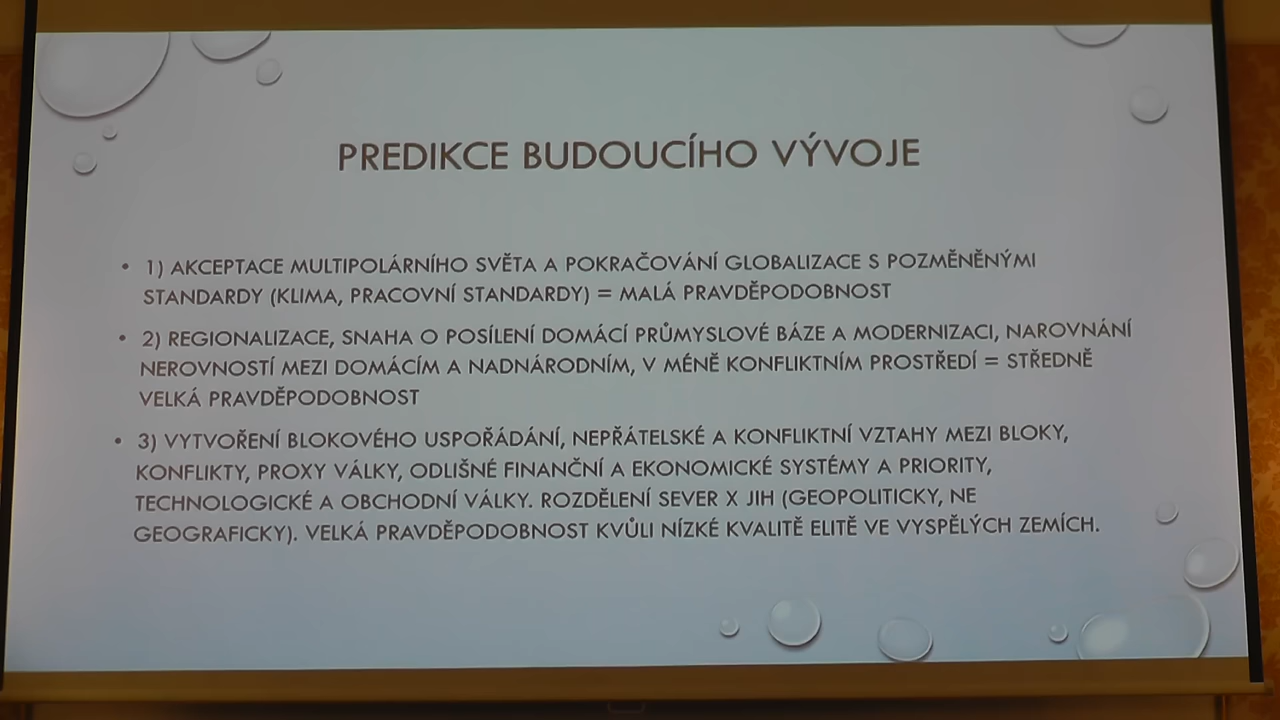 PREDIKCE BUDOUCÍHO VÝVOJE
• 1) AKCEPTACE MULTIPOLÁRNÍHO SVĚTA A POKRAČOVÁNÍ GLOBALIZACE S POZMĚNĚNÝMI
STANDARDY (KLIMA, PRACOVNÍ STANDARDY) = MALÁ PRAVDĚPODOBNOST
• 2) REGIONALIZACE, SNAHA O POSÍLENÍ DOMÁCÍ PRŮMYSLOVÉ BÁZE A MODERNIZACI, NAROVNÁNÍ
NEROVNOSTÍ MEZI DOMÁCÍM A NADNÁRODNÍM, V MÉNĚ KONFLIKTNÍM PROSTŘEDÍ = STŘEDNĚ
VELKÁ PRAVDĚPODOBNOST
• 3) VYTVOŘENÍ BLOKOVÉHO USPOŘÁDÁNÍ, NEPŘÁTELSKÉ A KONFLIKTNÍ VZTAHY MEZI BLOKY,
KONFLIKTY, PROXY VÁLKY, ODLIŠNÉ FINANČNÍ A EKONOMICKÉ SYSTÉMY A PRIORITY,
TECHNOLOGICKÉ A OBCHODNÍ VÁLKY. ROZDĚLENÍ SEVER X JIH (GEOPOLITICKY, NE
GEOGRAFICKY). VELKÁ PRAVDĚPODOBNOST KVŮLI NÍZKÉ KVALITĚ ELITĚ VE VYSPĚLÝCH ZEMÍCH.